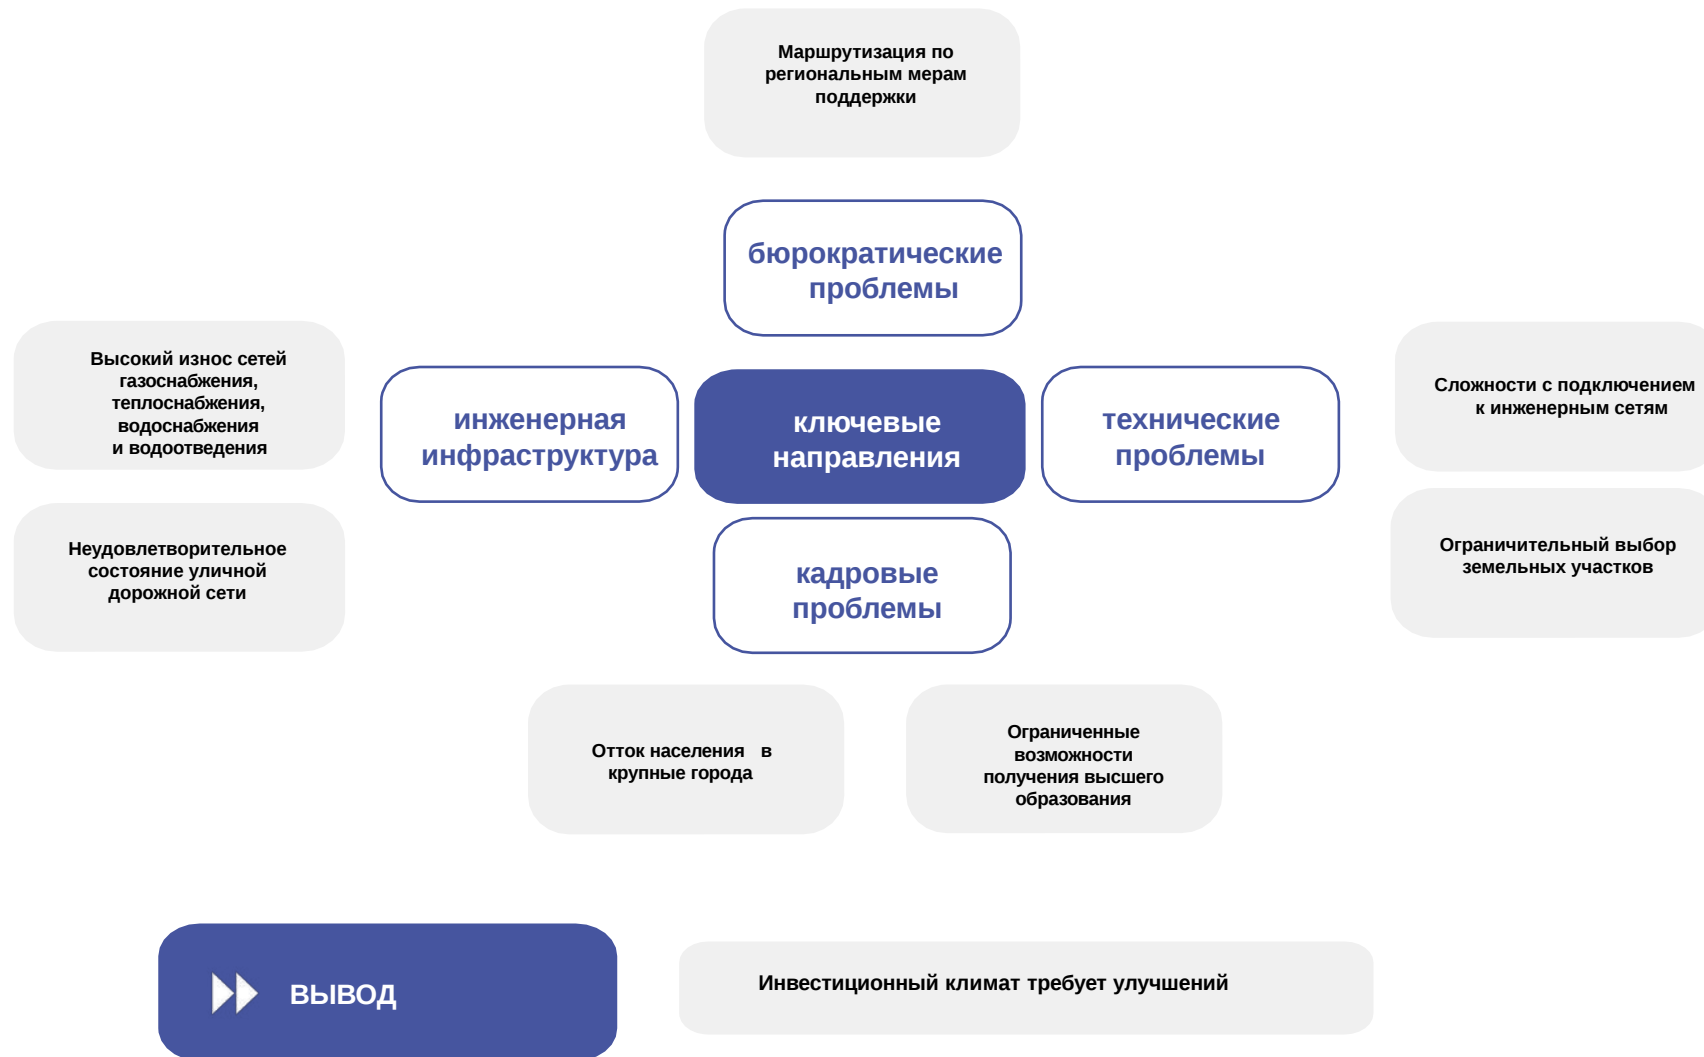 Маршрутизация по
региональным мерам
поддержки
бюрократические
проблемы
Высокий износ сетей
газоснабжения,
теплоснабжения,
водоснабжения
и водоотведения
инженерная
инфраструктура
ключевые
направления
технические
проблемы
Сложности с подключением
к инженерным сетям
Неудовлетворительное
состояние уличной
дорожной сети
кадровые
проблемы
Ограничительный выбор
земельных участков
Отток населения в
крупные города
Ограниченные
возможности
получения высшего
образования
ВЫВОД
Инвестиционный климат требует улучшений